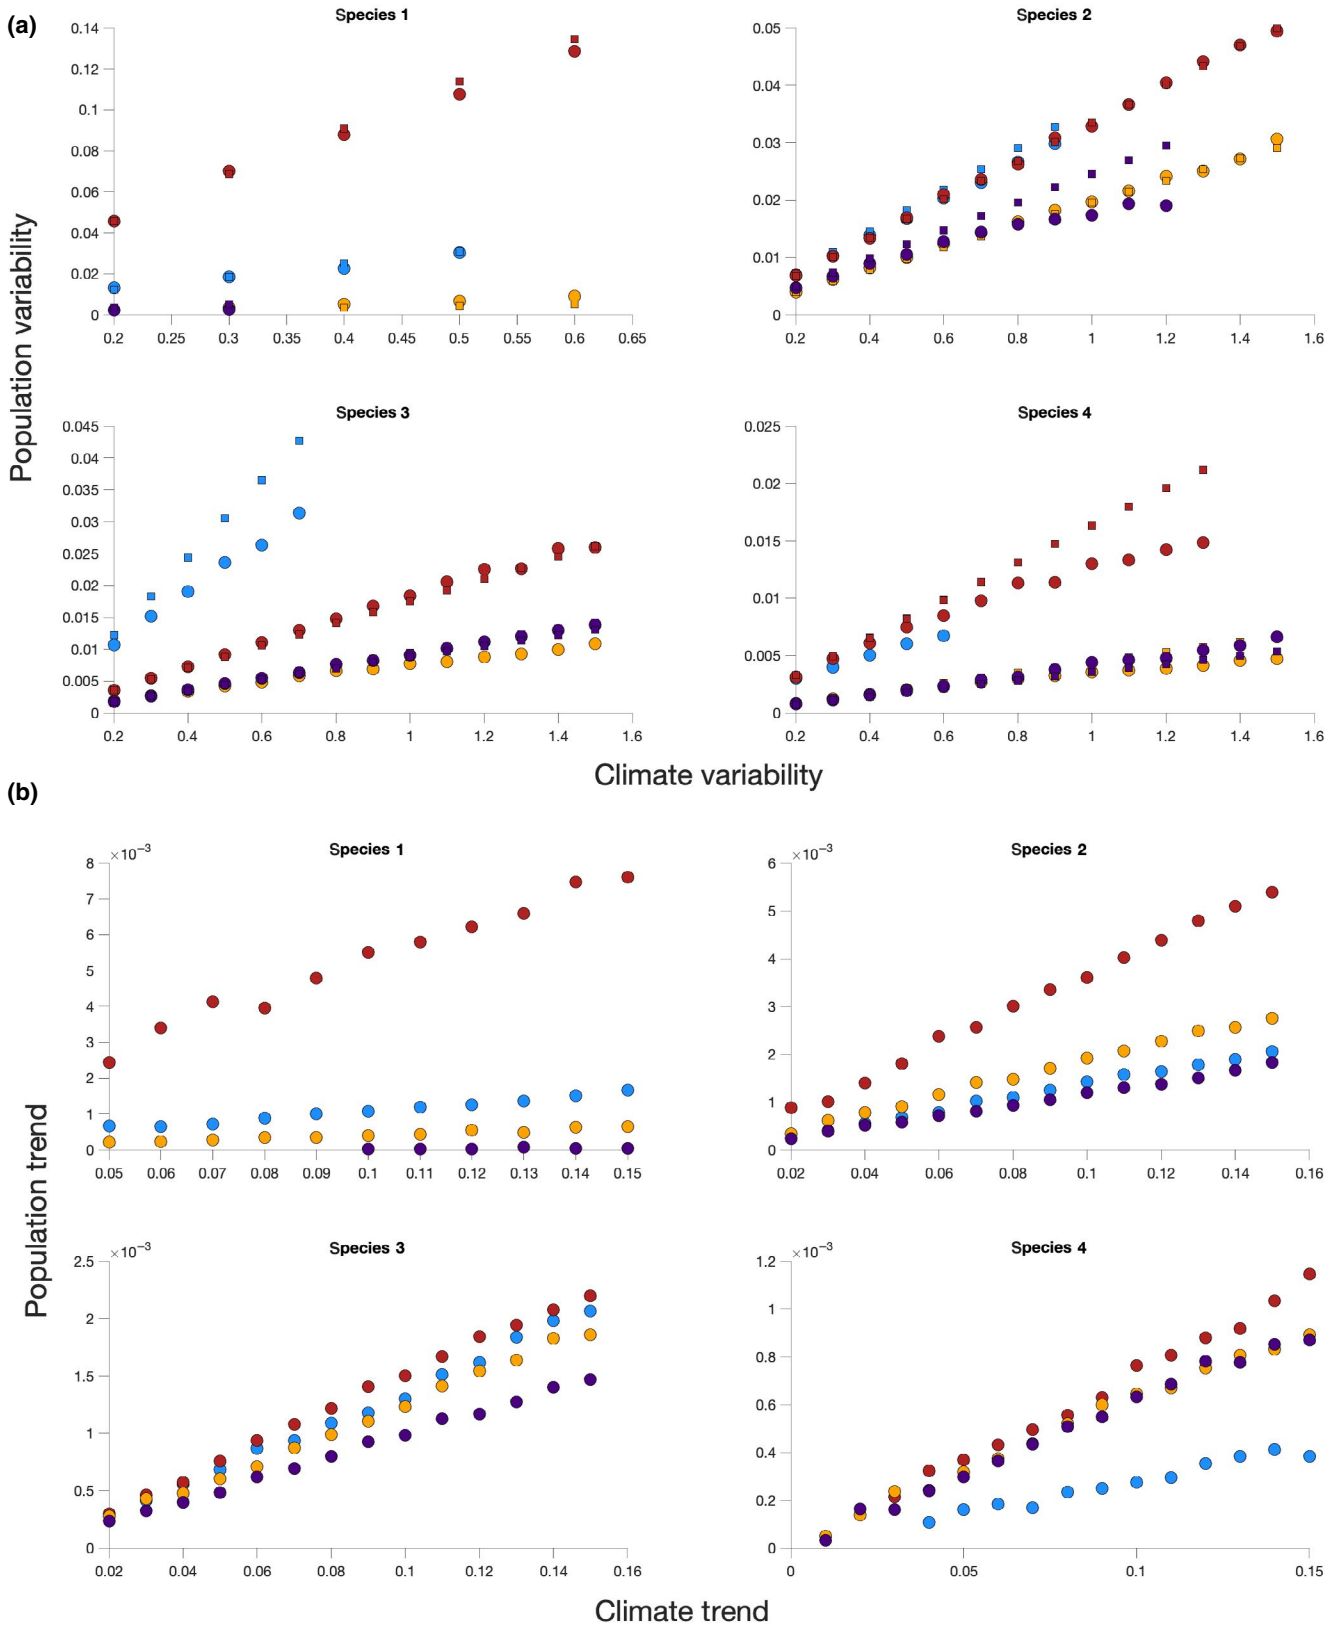 (a)
Species 1
0.14
0.12
0.1
0.08
0.06
0.04
0.02
0
0.2 0.25 0.3 0.35 0.4 0.45 0.5 0.55 0.6 0.65
Species 2
0.05
0.04
0.03
0.02
0.01
0
0.2 0.4 0.6 0.8 1 1.2 1.4 1.6
Population variability
Species 3
0.045
0.04
0.035
0.03
0.025
0.02
0.015
0.01
0.005
0
0.2 0.4 0.6 0.8 1 1.2 1.4 1.6
Species 4
0.025
0.02
0.015
0.01
0.005
0
0.2 0.4 0.6 0.8 1 1.2 1.4 1.6
Climate variability
(b)
Species 1
×10⁻³
8
7
6
5
4
3
2
1
0
0.05 0.06 0.07 0.08 0.09 0.1 0.11 0.12 0.13 0.14 0.15
Species 2
×10⁻³
6
5
4
3
2
1
0
0.02 0.04 0.06 0.08 0.1 0.12 0.14 0.16
Population trend
Species 3
×10⁻³
2.5
2
1.5
1
0.5
0
0.02 0.04 0.06 0.08 0.1 0.12 0.14 0.16
Species 4
×10⁻³
1.2
1
0.8
0.6
0.4
0.2
0
0 0.05 0.1 0.15
Climate trend